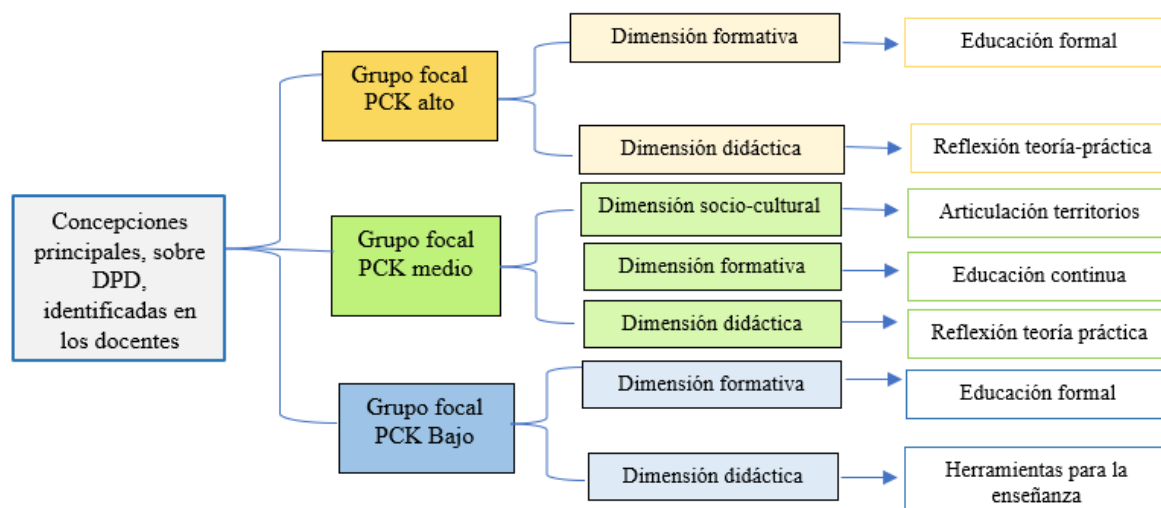 Concepciones
principales, sobre
DPD,
identificadas en
los docentes
Grupo focal
PCK alto
Dimensión formativa
Educación formal
Dimensión didáctica
Reflexión teoría-práctica
Grupo focal
PCK medio
Dimensión socio-cultural
Articulación territorios
Dimensión formativa
Educación continua
Dimensión didáctica
Reflexión teoría práctica
Grupo focal
PCK Bajo
Dimensión formativa
Educación formal
Dimensión didáctica
Herramientas para la
enseñanza